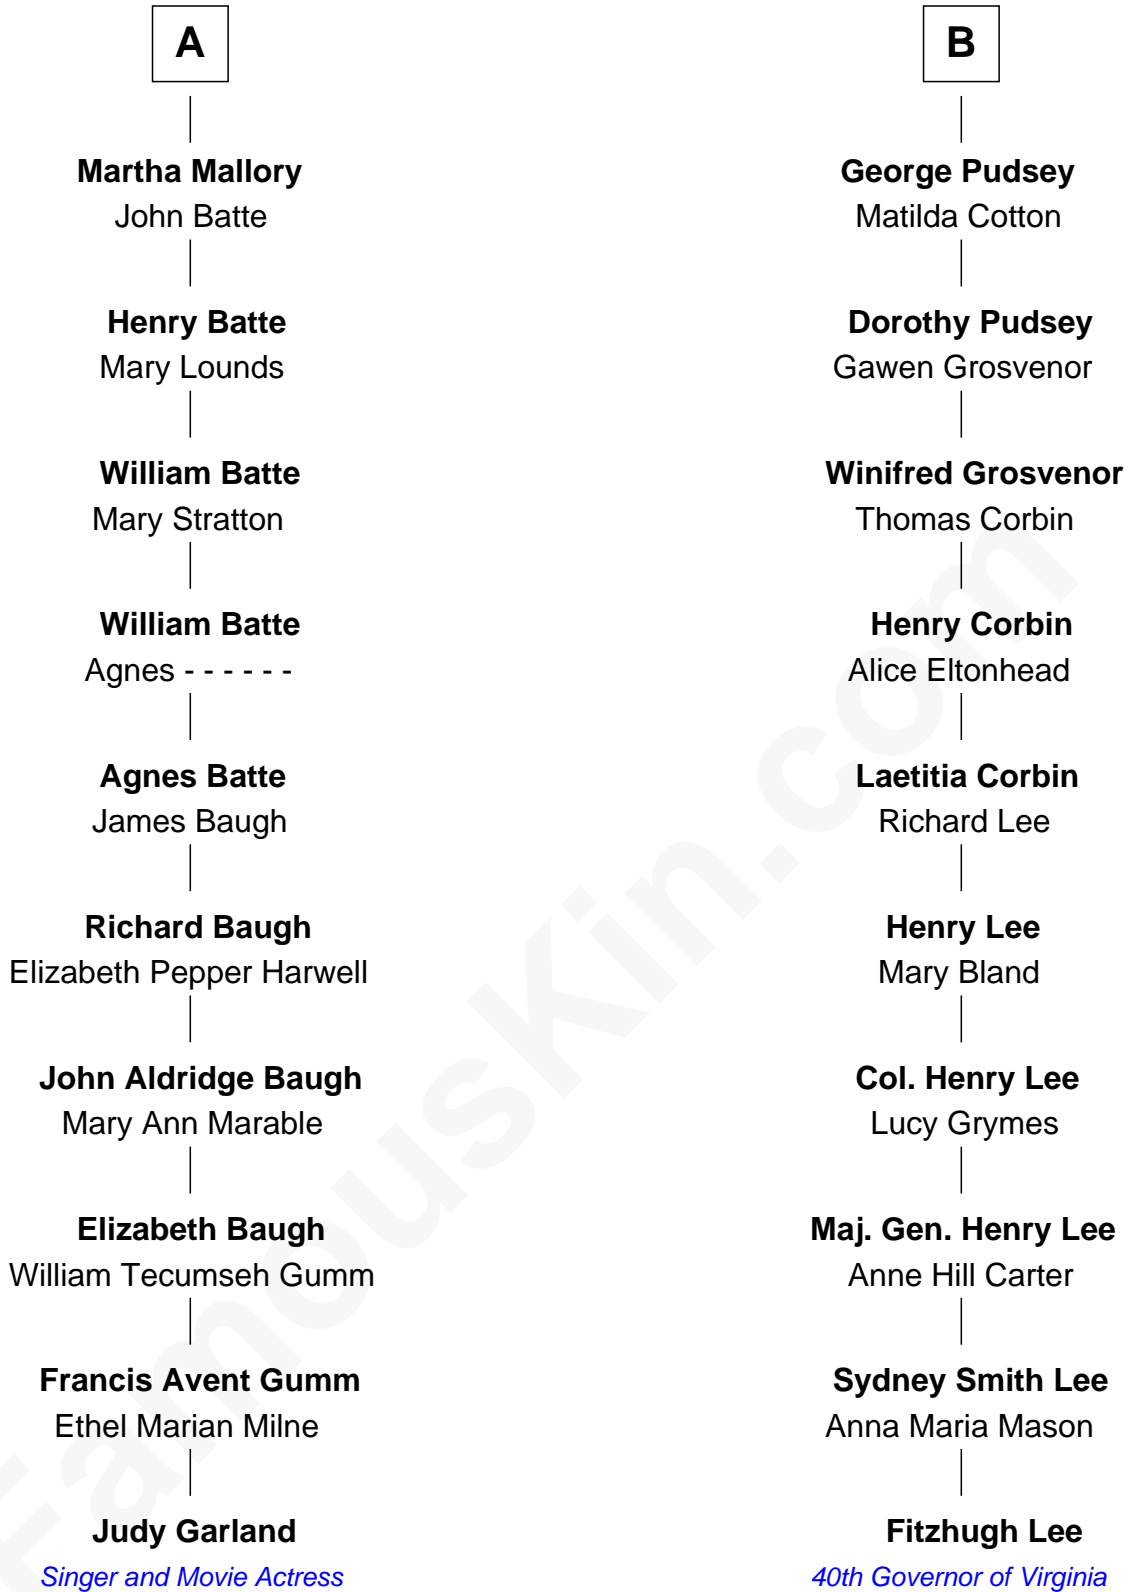 A
Martha Mallory
John Batte
Henry Batte
Mary Lounds
William Batte
Mary Stratton
William Batte
Agnes - - - - - -
Agnes Batte
James Baugh
Richard Baugh
Elizabeth Pepper Harwell
John Aldridge Baugh
Mary Ann Marable
Elizabeth Baugh
William Tecumseh Gumm
Francis Avent Gumm
Ethel Marian Milne
Judy Garland
Singer and Movie Actress
B
George Pudsey
Matilda Cotton
Dorothy Pudsey
Gawen Grosvenor
Winifred Grosvenor
Thomas Corbin
Henry Corbin
Alice Eltonhead
Laetitia Corbin
Richard Lee
Henry Lee
Mary Bland
Col. Henry Lee
Lucy Grymes
Maj. Gen. Henry Lee
Anne Hill Carter
Sydney Smith Lee
Anna Maria Mason
Fitzhugh Lee
40th Governor of Virginia
FamousKin.com